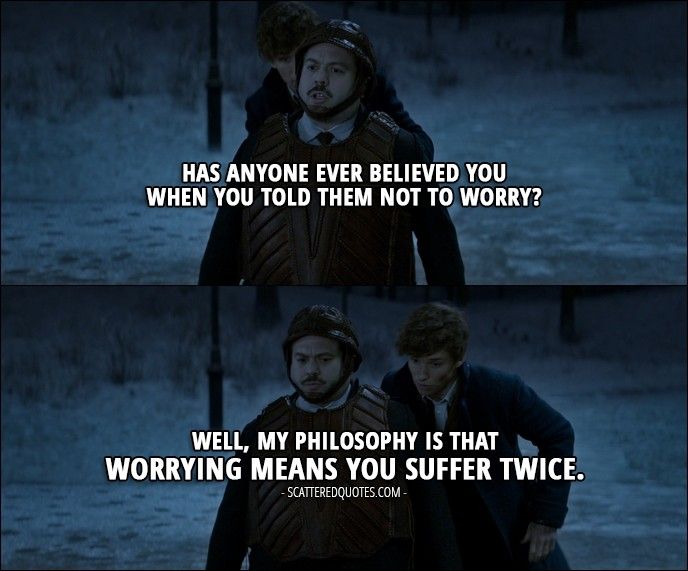 HAS ANYONE EVER BELIEVED YOU
WHEN YOU TOLD THEM NOT TO WORRY?
WELL, MY PHILOSOPHY IS THAT
WORRYING MEANS YOU SUFFER TWICE.
- SCATTEREDQUOTES.COM -